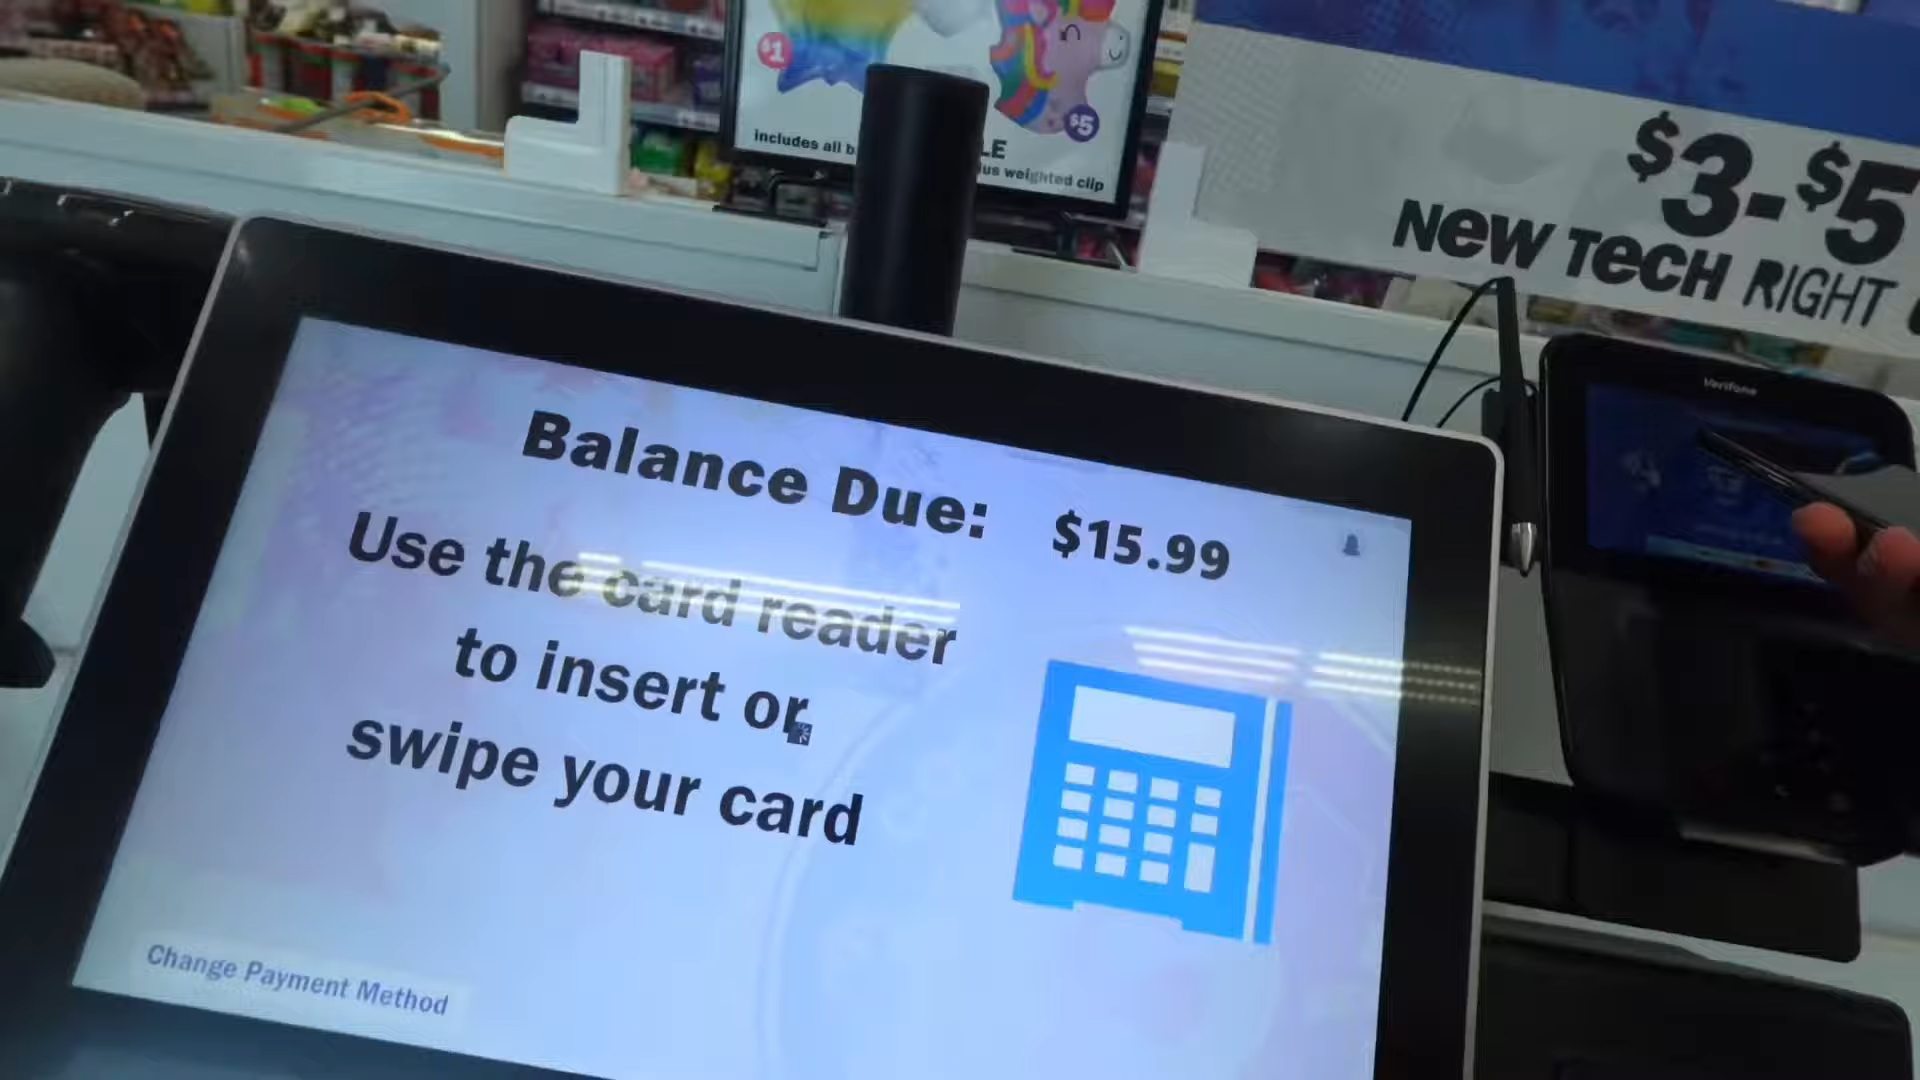 $1
$5
includes all b
LE
us weighted clip
$3-$5
New Tech RIGHT
Verifone
Balance Due: $15.99
Use the card reader
to insert or
swipe your card
Change Payment Method